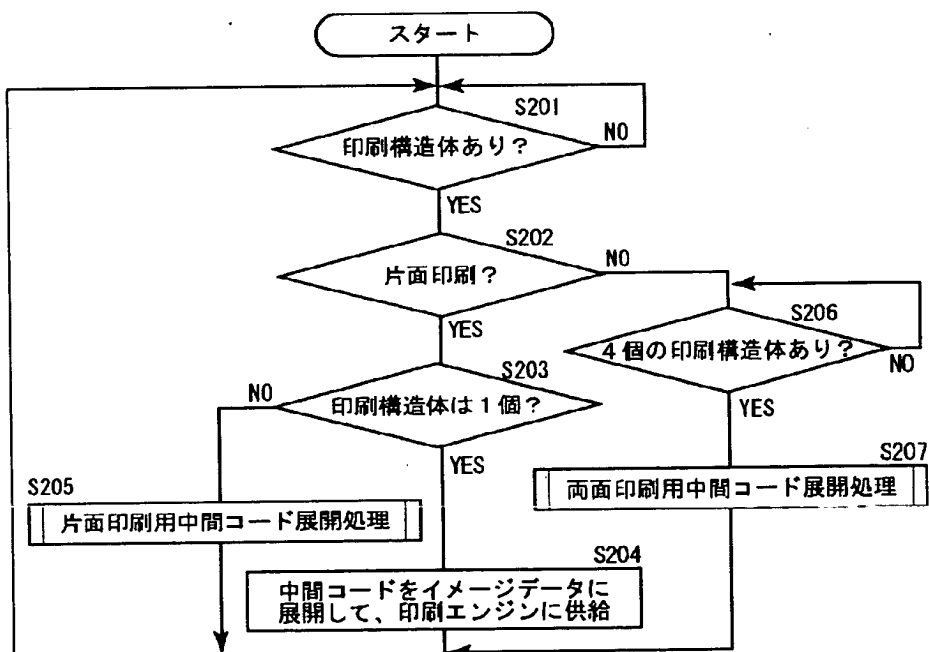 スタート
S201
印刷構造体あり?
NO
YES
S202
片面印刷?
NO
YES
S206
4個の印刷構造体あり?
NO
YES
S203
印刷構造体は1個?
NO
YES
S205
片面印刷用中間コード展開処理
S207
両面印刷用中間コード展開処理
S204
中間コードをイメージデータに
展開して、印刷エンジンに供給